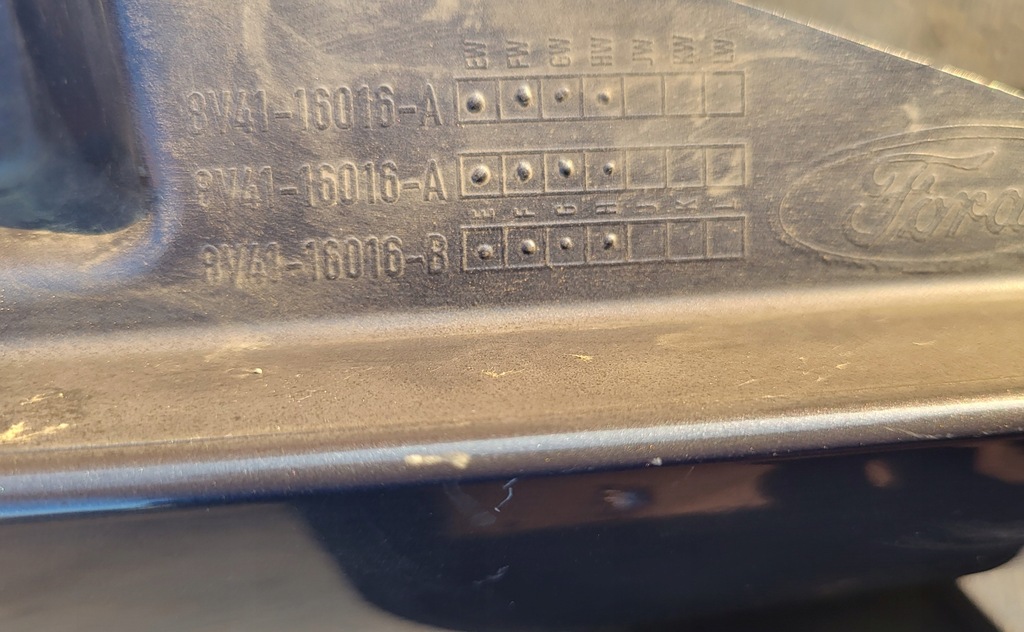 EW FW GW HW JW KW LW
8V41-16016-A
8V41-16016-A
E F G H J K L
8V41-16016-B
Ford